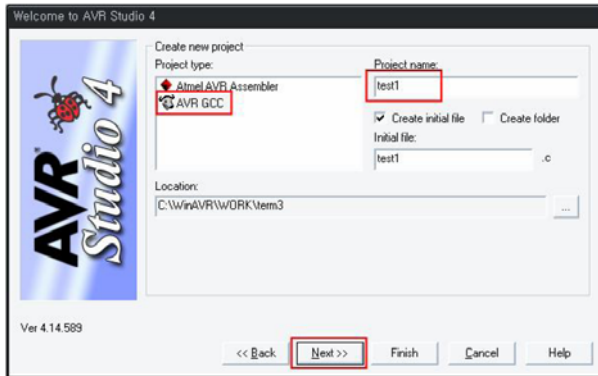 Welcome to AVR Studio 4
AVR Studio 4
Create new project
Project type:
Atmel AVR Assembler
AVR GCC
Project name:
test1
Create initial file
Create folder
Initial file:
test1
.c
Location:
C:\WinAVR\WORK\term3
...
Ver 4.14.589
<< Back
Next >>
Finish
Cancel
Help